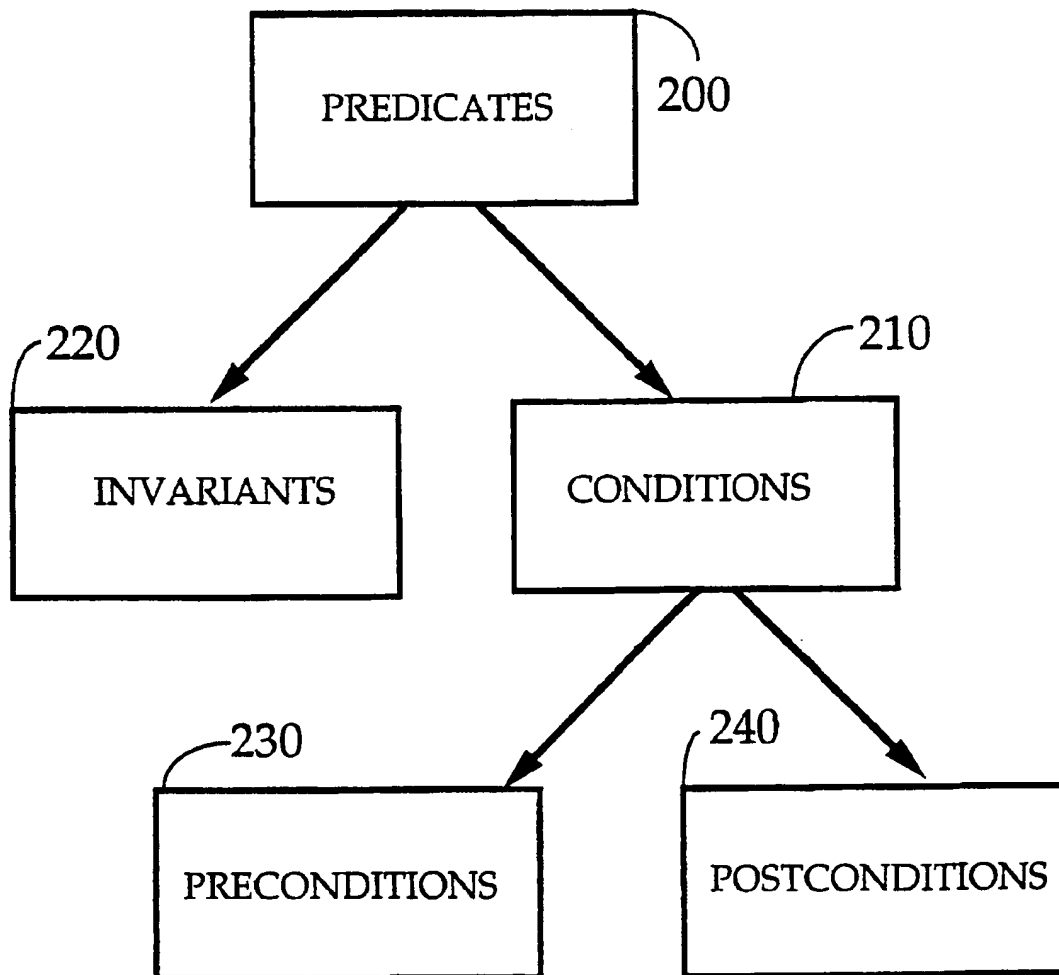 PREDICATES
200
220
210
INVARIANTS
CONDITIONS
230
240
PRECONDITIONS
POSTCONDITIONS